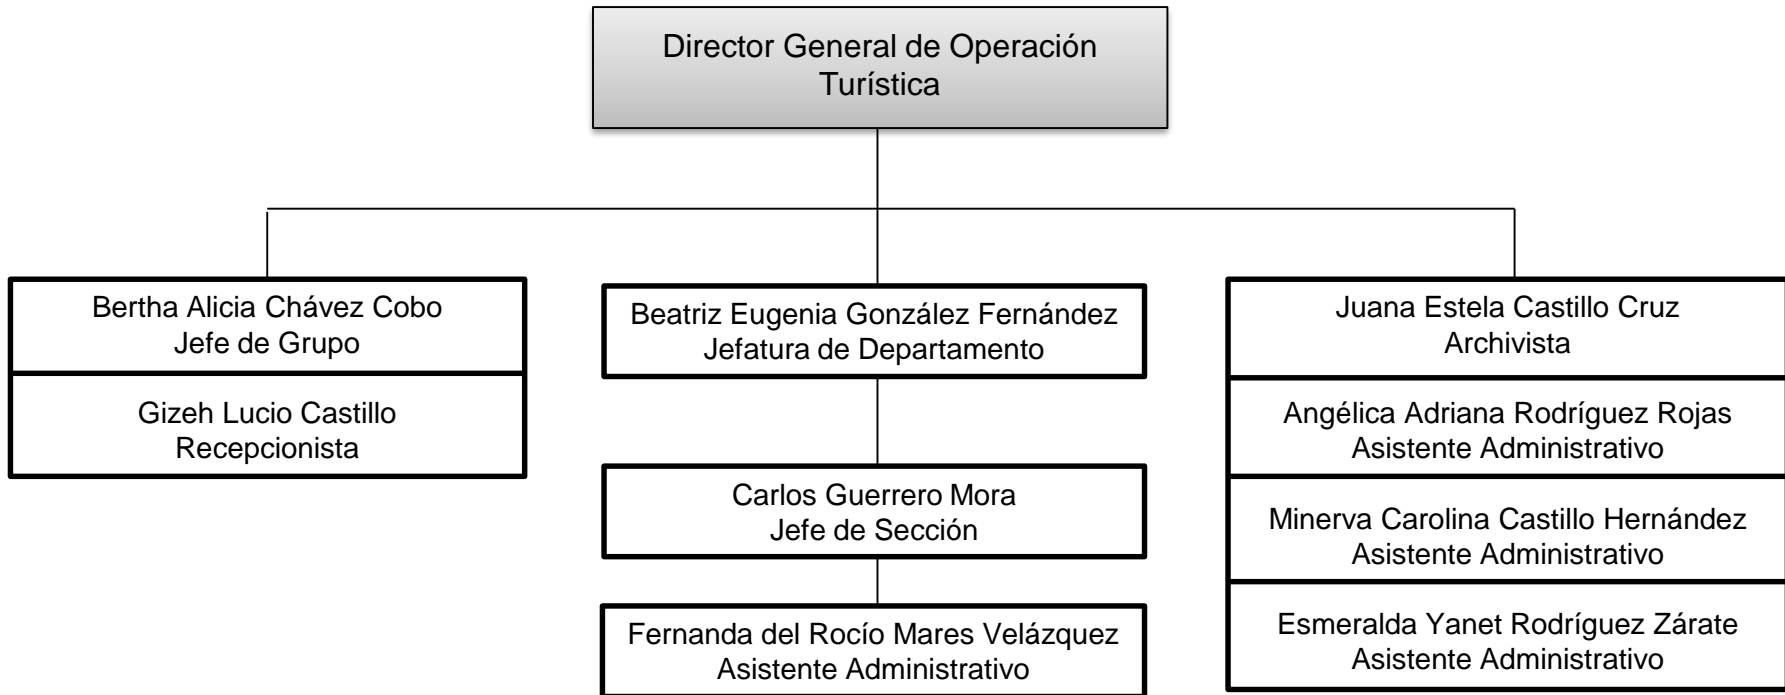 Director General de Operación
Turística
Bertha Alicia Chávez Cobo
Jefe de Grupo
Gizeh Lucio Castillo
Recepcionista
Beatriz Eugenia González Fernández
Jefatura de Departamento
Carlos Guerrero Mora
Jefe de Sección
Fernanda del Rocío Mares Velázquez
Asistente Administrativo
Juana Estela Castillo Cruz
Archivista
Angélica Adriana Rodríguez Rojas
Asistente Administrativo
Minerva Carolina Castillo Hernández
Asistente Administrativo
Esmeralda Yanet Rodríguez Zárate
Asistente Administrativo